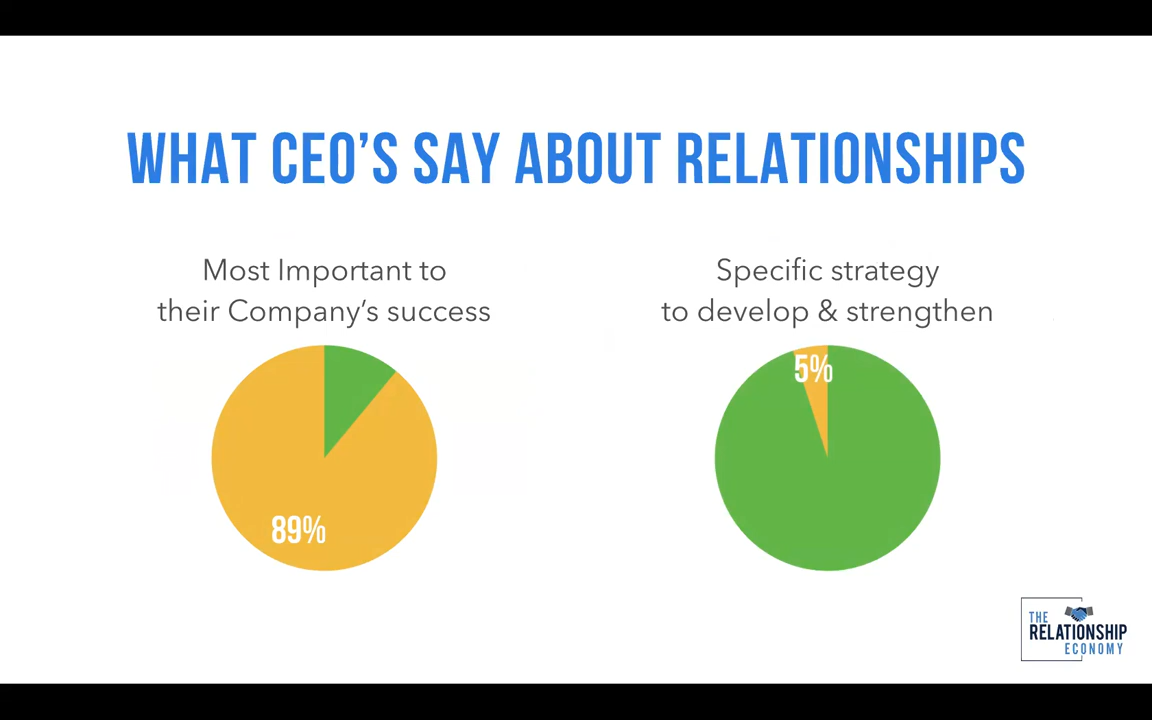 WHAT CEO’S SAY ABOUT RELATIONSHIPS
Most Important to
their Company’s success
89%
Specific strategy
to develop & strengthen
5%
THE
RELATIONSHIP
ECONOMY